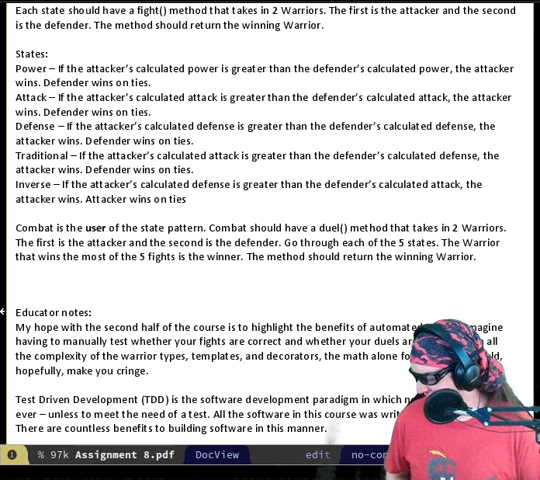 Each state should have a fight() method that takes in 2 Warriors. The first is the attacker and the second
is the defender. The method should return the winning Warrior.
States:
Power – If the attacker's calculated power is greater than the defender's calculated power, the attacker
wins. Defender wins on ties.
Attack – If the attacker's calculated attack is greater than the defender's calculated attack, the attacker
wins. Defender wins on ties.
Defense – If the attacker's calculated defense is greater than the defender's calculated defense, the
attacker wins. Defender wins on ties.
Traditional – If the attacker's calculated attack is greater than the defender's calculated defense, the
attacker wins. Defender wins on ties.
Inverse – If the attacker's calculated defense is greater than the defender's calculated attack, the
attacker wins. Attacker wins on ties
Combat is the user of the state pattern. Combat should have a duel() method that takes in 2 Warriors.
The first is the attacker and the second is the defender. Go through each of the 5 states. The Warrior
that wins the most of the 5 fights is the winner. The method should return the winning Warrior.
Educator notes:
My hope with the second half of the course is to highlight the benefits of automated
having to manually test whether your fights are correct and whether your duels all
the complexity of the warrior types, templates, and decorators, the math alone
hopefully, make you cringe.
Test Driven Development (TDD) is the software development paradigm in which
ever – unless to meet the need of a test. All the software in this course was
There are countless benefits to building software in this manner.
1 % 97k Assignment 8.pdf DocView edit